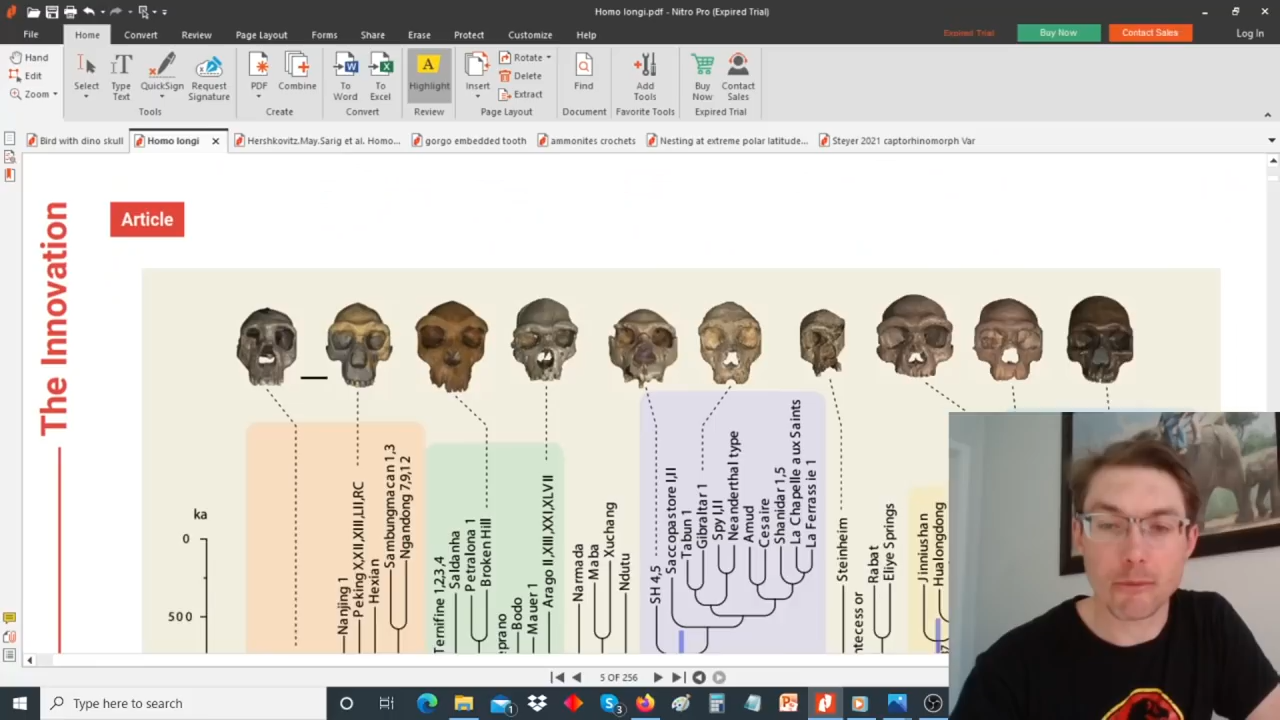 Homo longi.pdf - Nitro Pro (Expired Trial)
File Home Convert Review Page Layout Forms Share Erase Protect Customize Help Expired Trial Buy Now Contact Sales Log In
Hand
Edit
Zoom
Select
Type Text
QuickSign
Request Signature
Tools
PDF
Combine
Create
To Word
To Excel
Convert
Highlight
Review
Insert
Rotate
Delete
Extract
Page Layout
Find
Document
Add Tools
Favorite Tools
Buy Now
Contact Sales
Expired Trial
Bird with dino skull Homo longi Hershkovitz.May.Sarig et al. Homo... gorgo embedded tooth ammonites crochets Nesting at extreme polar latitude... Steyer 2021 captorhinomorph Var
The Innovation
Article
ka
0
500
Nanjing 1
Peking X,XII,XIII,LII,RC
Hexian
Sambungmacan 1,3
Ngandong 7,9,12
Ternifine 1,2,3,4
Saldanha
Petralona 1
Broken Hill
Bodo
Mauer 1
Arago II,XIII,XXI,XLVII
Narmada
Maba
Xuchang
Ndutu
SH 4,5
Saccopastore I,II
Tabun 1
Gibraltar 1
Spy I,II
Neanderthal type
Amud
Cesaire
Shanidar 1,5
La Chapelle aux Saints
La Ferrass ie 1
Steinheim
Rabat
Eliye Springs
Jinniushan
Hualongdong
5 OF 256
Type here to search